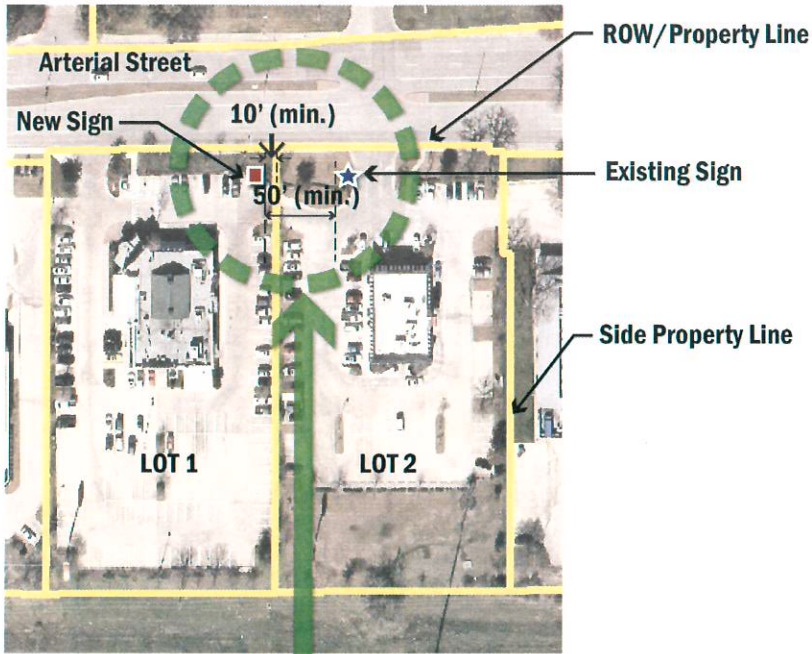 ROW/Property Line
Arterial Street
10' (min.)
New Sign
Existing Sign
50' (min.)
Side Property Line
LOT 1
LOT 2